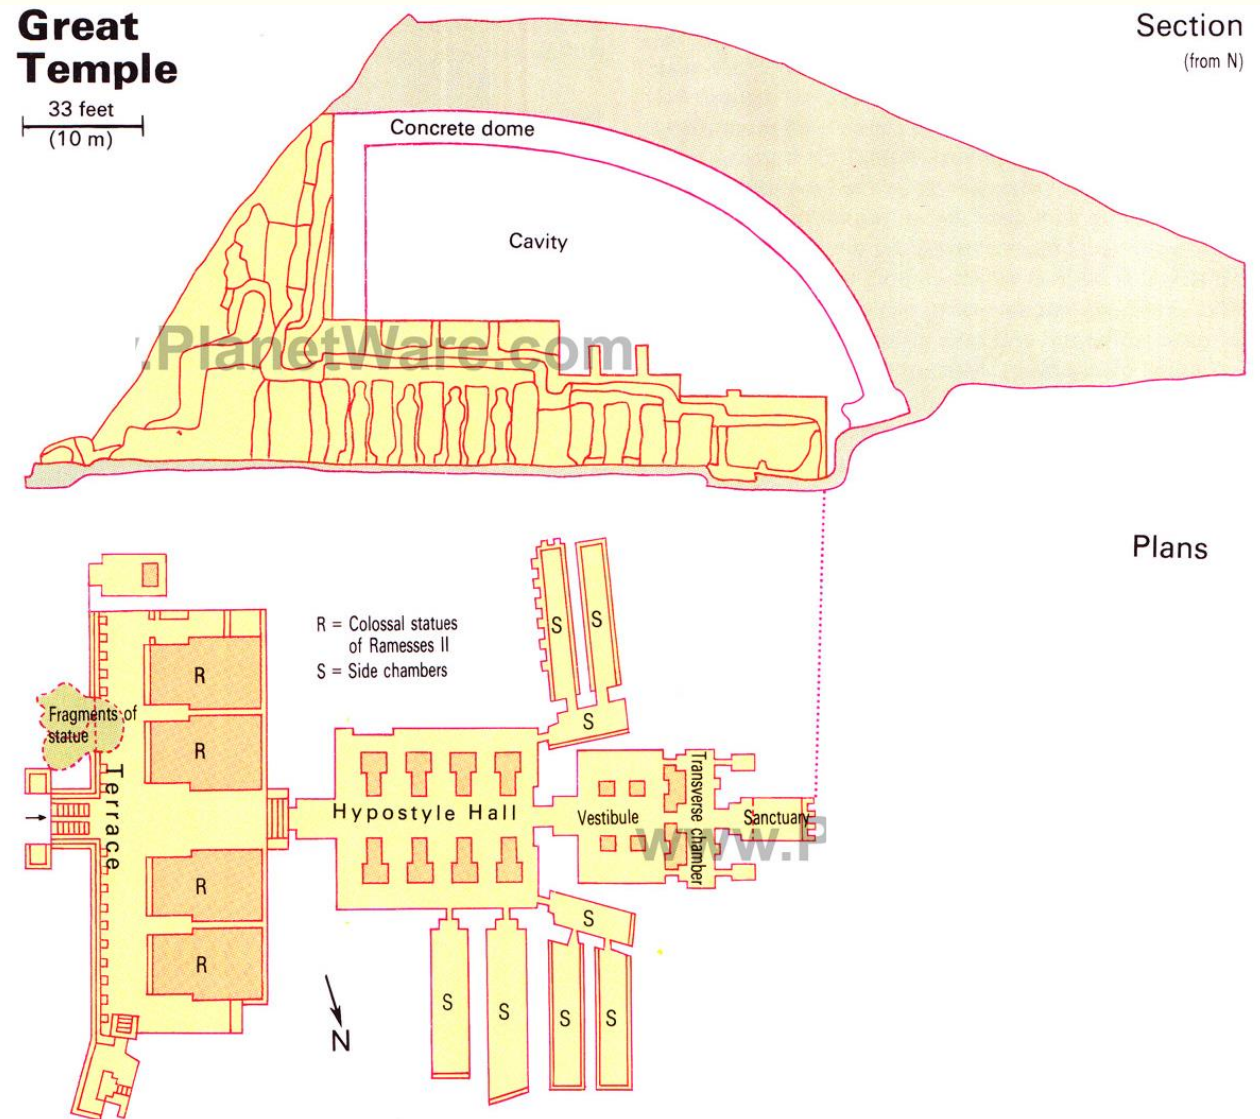 Great
Temple
33 feet
(10 m)
Section
(from N)
Concrete dome
Cavity
.PlanetWare.com
Plans
R = Colossal statues
of Ramesses II
S = Side chambers
S
S
S
R
Fragments of
statue
R
Terrace
Hypostyle Hall
Vestibule
Transverse chamber
Sanctuary
www.P
R
R
S
S
S
S
S
N